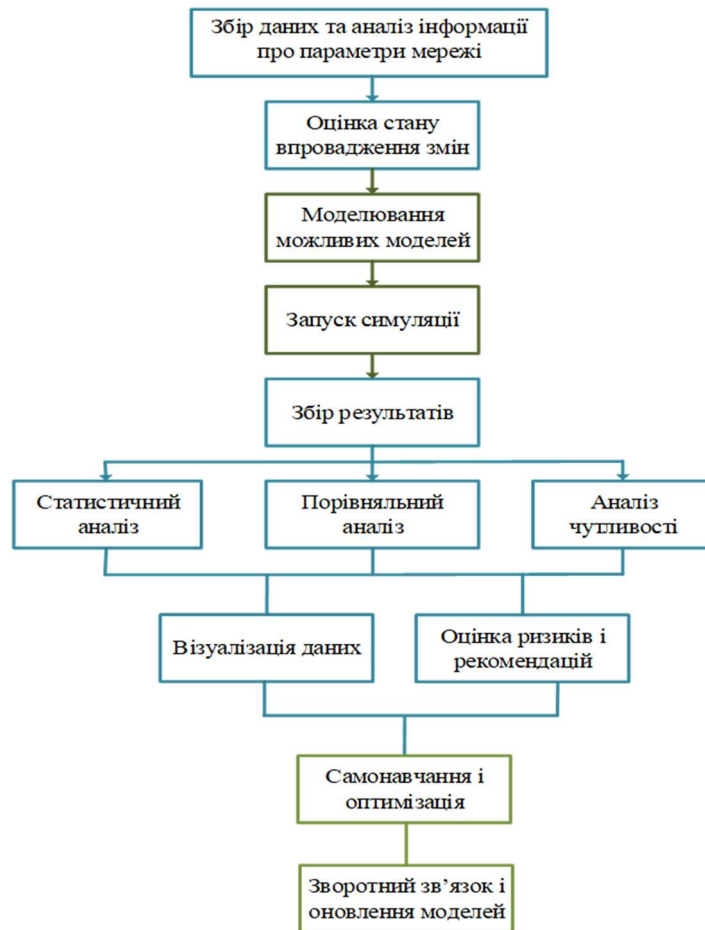 Збір даних та аналіз інформації
про параметри мережі
Оцінка стану
впровадження змін
Моделювання
можливих моделей
Запуск симуляції
Збір результатів
Статистичний
аналіз
Порівняльний
аналіз
Аналіз
чутливості
Візуалізація даних
Оцінка ризиків і
рекомендацій
Самонавчання і
оптимізація
Зворотний зв’язок і
оновлення моделей